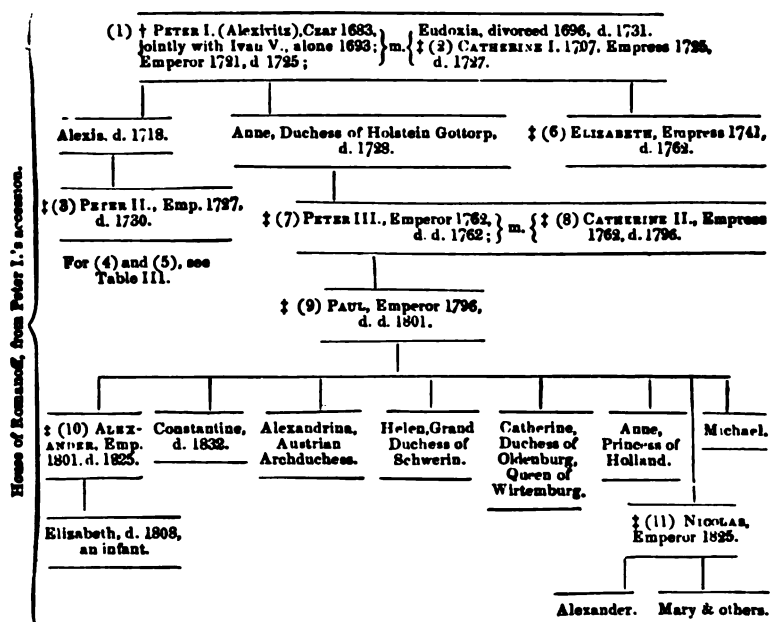 House of Romanoff, from Peter I.'s accession.
(1) † PETER I. (Alexivitz), Czar 1683,
jointly with Ivan V., alone 1693;
Emperor 1721, d 1725;
} m. {
Eudoxia, divorced 1696, d. 1731.
‡ (2) CATHERINE I. 1707, Empress 1725,
d. 1727.
Alexis, d. 1718.
Anne, Duchess of Holstein Gottorp,
d. 1728.
‡ (6) ELIZABETH, Empress 1741,
d. 1762.
‡ (3) PETER II., Emp. 1727,
d. 1730.
‡ (7) PETER III., Emperor 1762,
d. d. 1762;
} m. {
‡ (8) CATHERINE II., Empress
1762, d. 1796.
For (4) and (5), see
Table III.
‡ (9) PAUL, Emperor 1796,
d. d. 1801.
‡ (10) ALEX-
ANDER, Emp.
1801. d. 1825.
Constantine,
d. 1832.
Alexandrina,
Austrian
Archduchess.
Helen, Grand
Duchess of
Schwerin.
Catherine,
Duchess of
Oldenburg,
Queen of
Wirtemburg.
Anne,
Princess of
Holland.
Michael.
Elizabeth, d. 1808,
an infant.
‡ (11) NICOLAS,
Emperor 1825.
Alexander.
Mary & others.